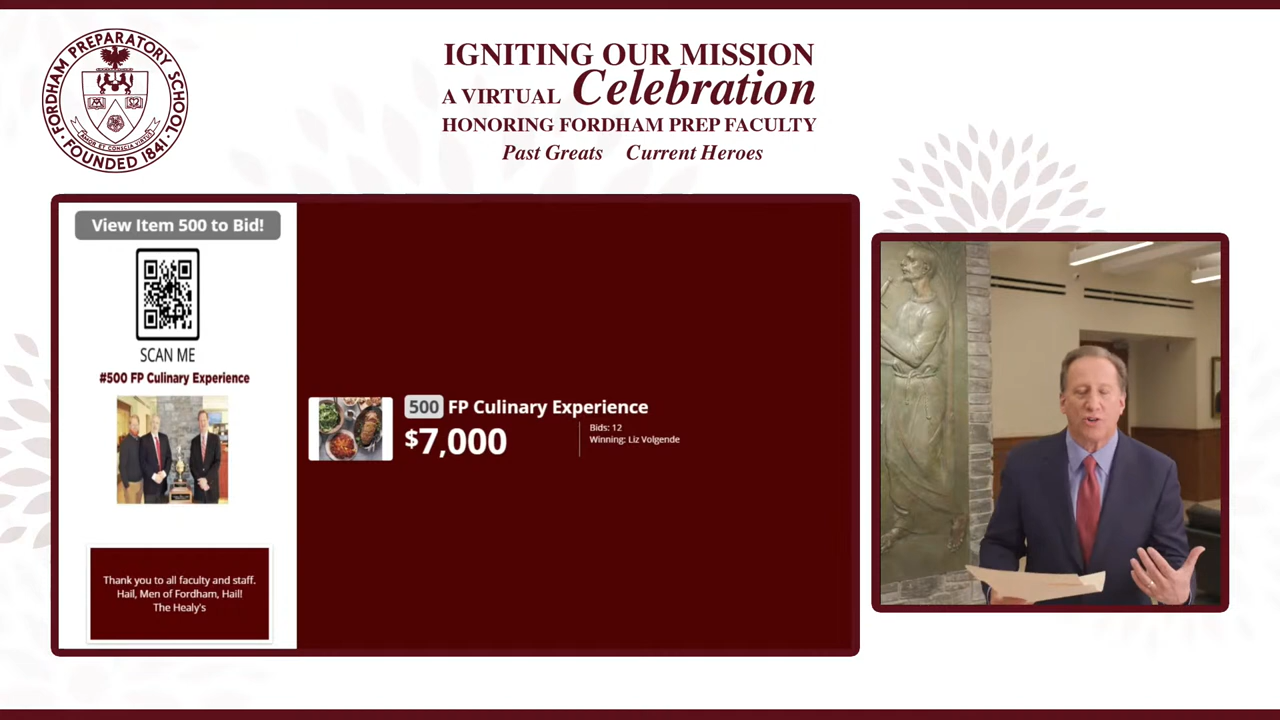 FORDHAM PREPARATORY SCHOOL
FOUNDED 1841
IGNITING OUR MISSION
A VIRTUAL Celebration
HONORING FORDHAM PREP FACULTY
Past Greats Current Heroes
View Item 500 to Bid!
SCAN ME
#500 FP Culinary Experience
500 FP Culinary Experience
$7,000
Bids: 12
Winning: Liz Volgende
Thank you to all faculty and staff.
Hail, Men of Fordham, Hail!
The Healy's